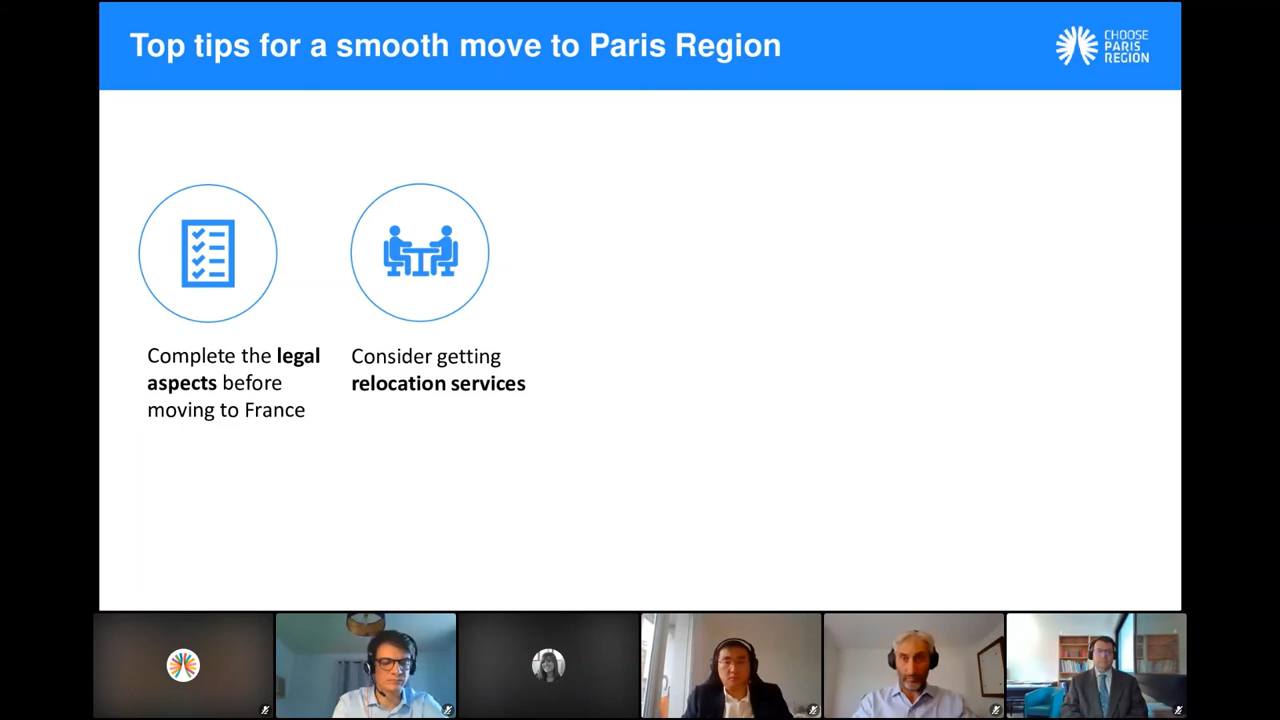 Top tips for a smooth move to Paris Region
CHOOSE
PARIS
REGION
Complete the legal
aspects before
moving to France
Consider getting
relocation services